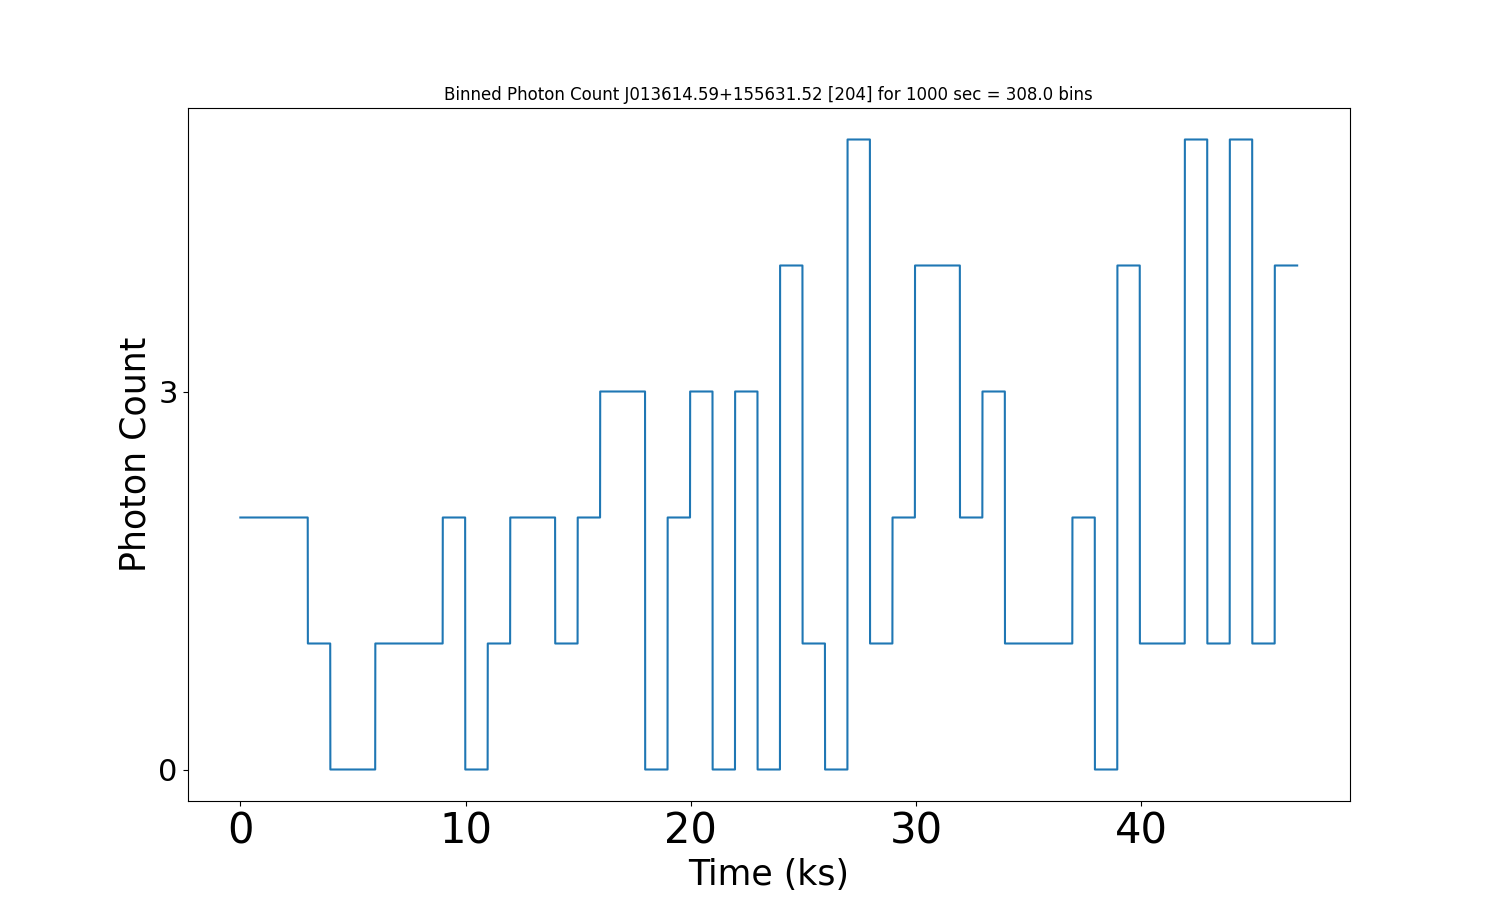 Binned Photon Count J013614.59+155631.52 [204] for 1000 sec = 308.0 bins
Photon Count
3
0
0 10 20 30 40
Time (ks)